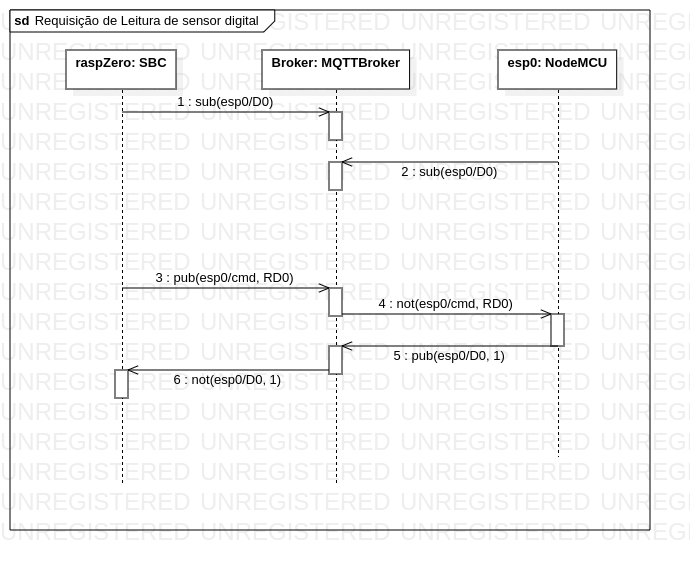 sd Requisição de Leitura de sensor digital
raspZero: SBC
Broker: MQTTBroker
esp0: NodeMCU
1 : sub(esp0/D0)
2 : sub(esp0/D0)
3 : pub(esp0/cmd, RD0)
4 : not(esp0/cmd, RD0)
5 : pub(esp0/D0, 1)
6 : not(esp0/D0, 1)
UNREGISTERED UNREGISTERED UNREGISTERED UNREGISTERED